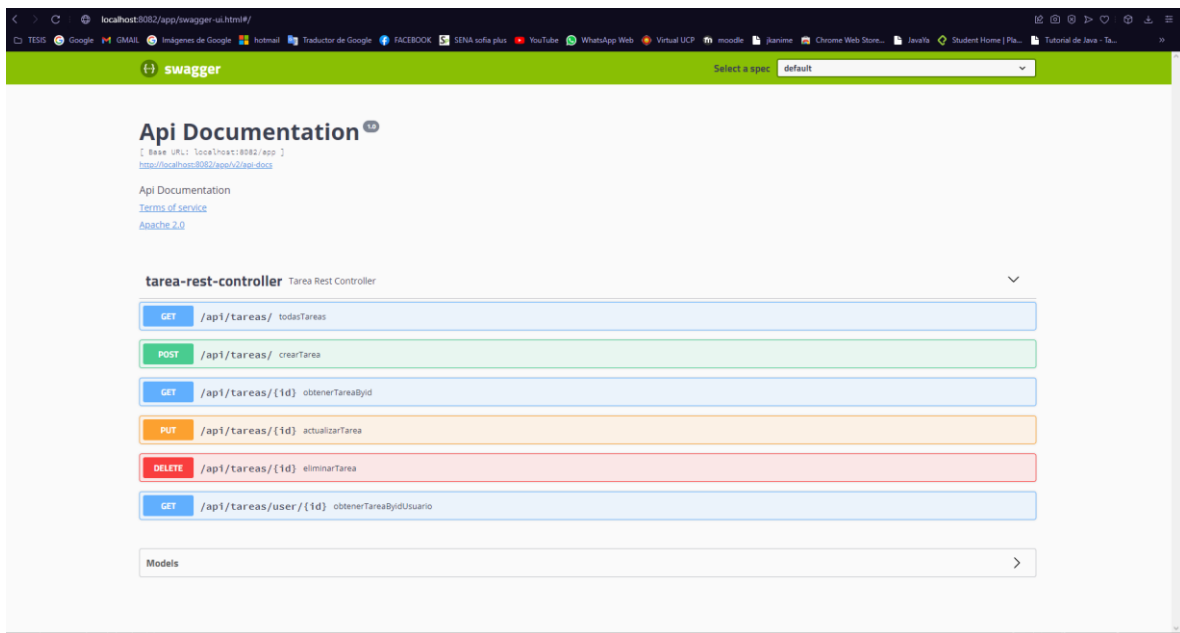 localhost:8082/app/swagger-ui.html#/
TESIS Google GMAIL Imágenes de Google hotmail Traductor de Google FACEBOOK SENA sofia plus YouTube WhatsApp Web Virtual UCP moodle jkanime Chrome Web Store... JavaYa Student Home | Pla... Tutorial de Java - Ta... »
swagger Select a spec default
Api Documentation 1.0
[ Base URL: localhost:8082/app ]
http://localhost:8082/app/v2/api-docs
Api Documentation
Terms of service
Apache 2.0
tarea-rest-controller Tarea Rest Controller
GET /api/tareas/ todasTareas
POST /api/tareas/ crearTarea
GET /api/tareas/{id} obtenerTareaByid
PUT /api/tareas/{id} actualizarTarea
DELETE /api/tareas/{id} eliminarTarea
GET /api/tareas/user/{id} obtenerTareaByidUsuario
Models